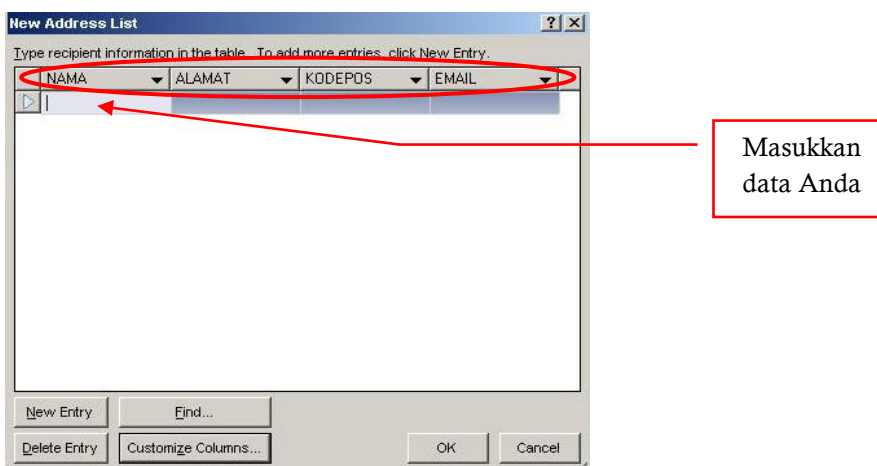 New Address List
Type recipient information in the table. To add more entries, click New Entry.
NAMA ALAMAT KODEPOS EMAIL
Masukkan
data Anda
New Entry Find...
Delete Entry Customize Columns... OK Cancel